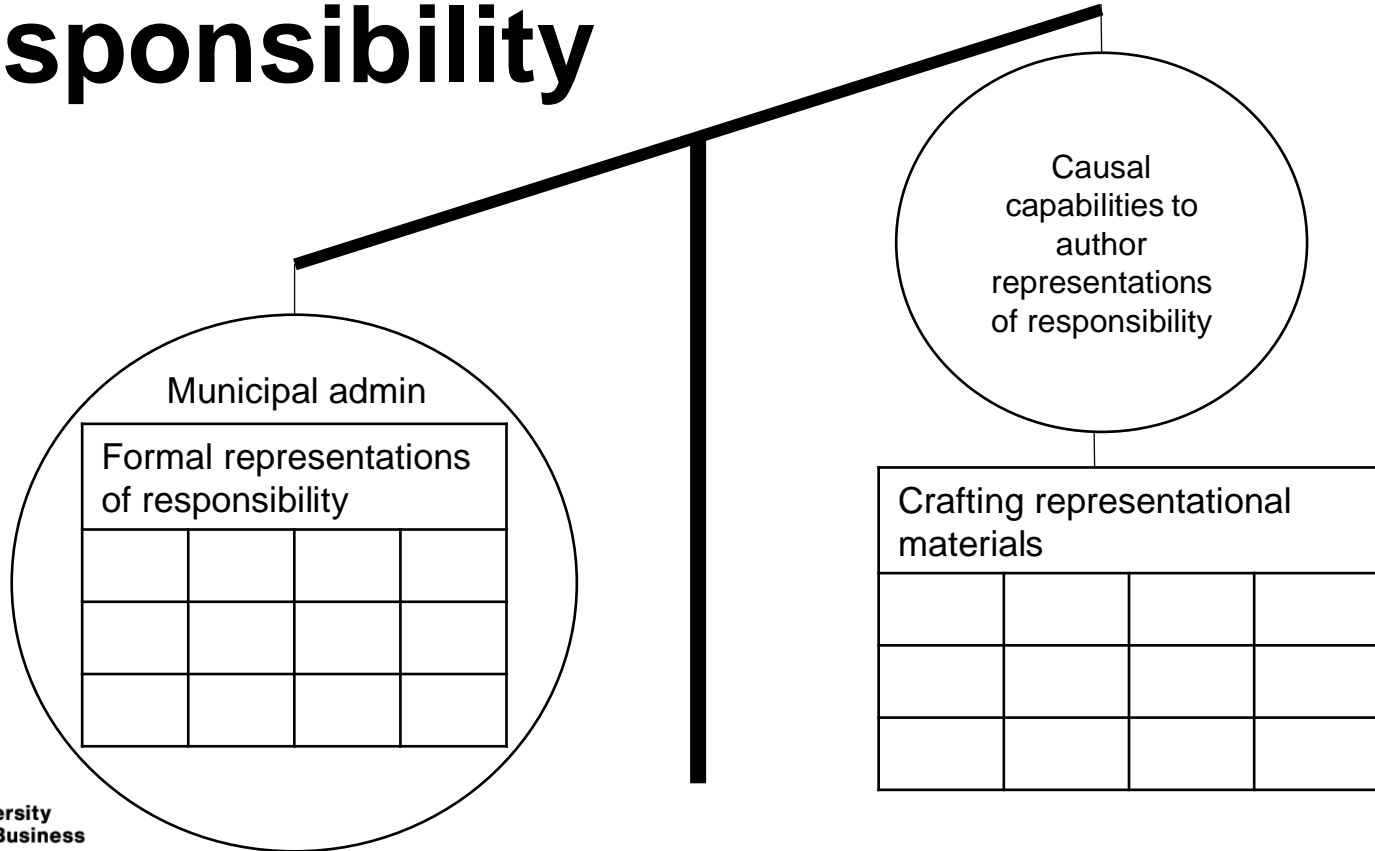 sponsibility
Causal
capabilities to
author
representations
of responsibility
Municipal admin
Formal representations
of responsibility
Crafting representational
materials
ersity
Business